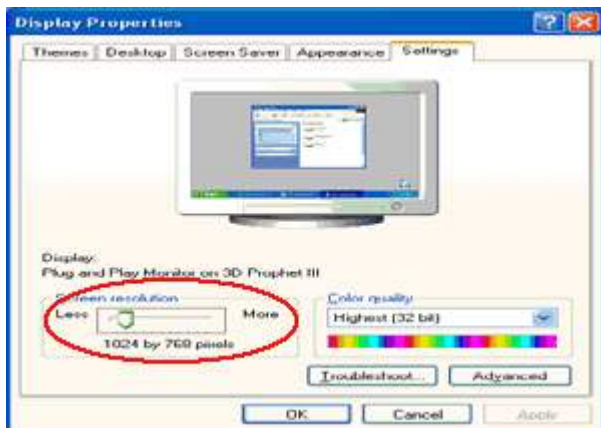 Display Properties
Themes Desktop Screen Saver Appearance Settings
Display:
Plug and Play Monitor on 3D Prophet III
Screen resolution
Less More
1024 by 768 pixels
Color quality
Highest (32 bit)
Troubleshoot... Advanced
OK Cancel Apply